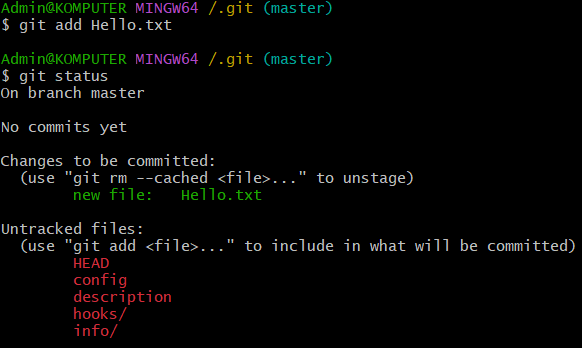 Admin@KOMPUTER MINGW64 /.git (master)
$ git add Hello.txt

Admin@KOMPUTER MINGW64 /.git (master)
$ git status
On branch master

No commits yet

Changes to be committed:
  (use "git rm --cached <file>..." to unstage)
        new file:   Hello.txt

Untracked files:
  (use "git add <file>..." to include in what will be committed)
        HEAD
        config
        description
        hooks/
        info/